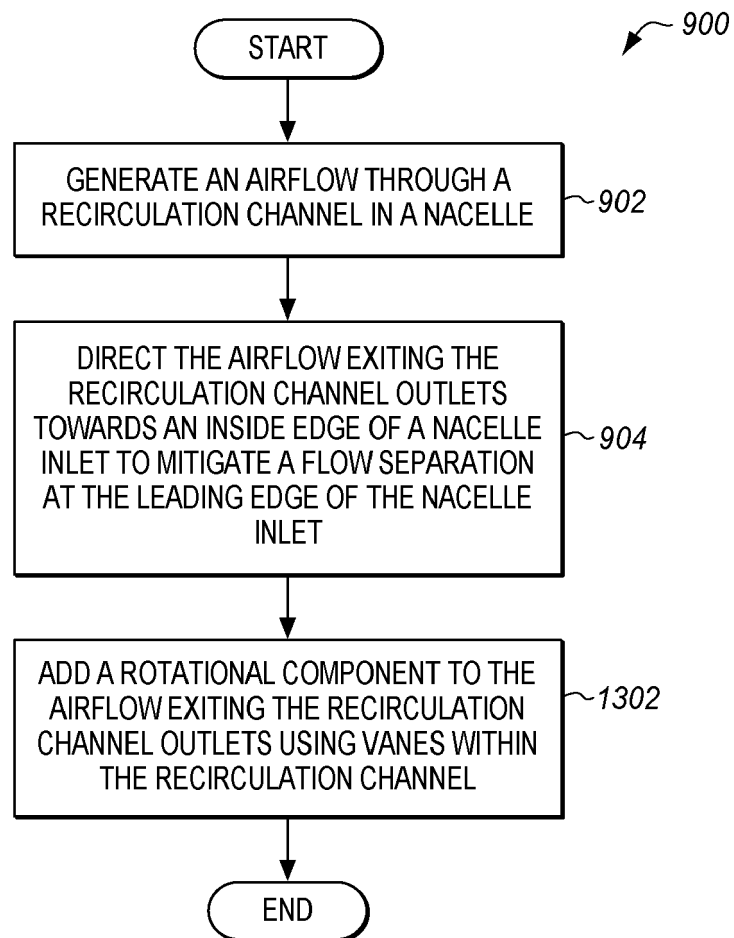 START
900
GENERATE AN AIRFLOW THROUGH A
RECIRCULATION CHANNEL IN A NACELLE
902
DIRECT THE AIRFLOW EXITING THE
RECIRCULATION CHANNEL OUTLETS
TOWARDS AN INSIDE EDGE OF A NACELLE
INLET TO MITIGATE A FLOW SEPARATION
AT THE LEADING EDGE OF THE NACELLE
INLET
904
ADD A ROTATIONAL COMPONENT TO THE
AIRFLOW EXITING THE RECIRCULATION
CHANNEL OUTLETS USING VANES WITHIN
THE RECIRCULATION CHANNEL
1302
END